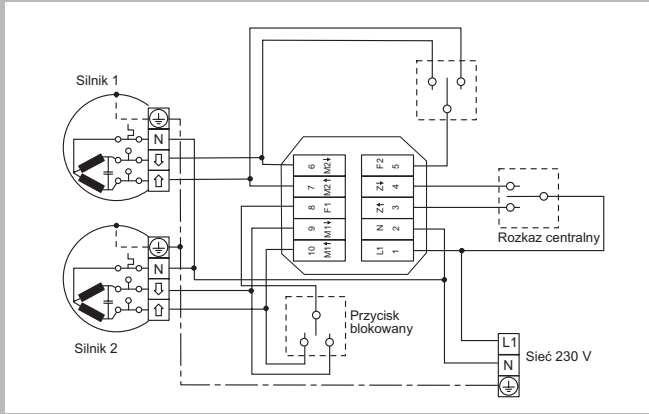 Silnik 1
N
Silnik 2
N
6 M2
7 M2
8 F1
9 M1
10 M1
F2 5
Z 4
Z 3
N 2
L1 1
Rozkaz centralny
Przycisk
blokowany
L1
N
Sieć 230 V